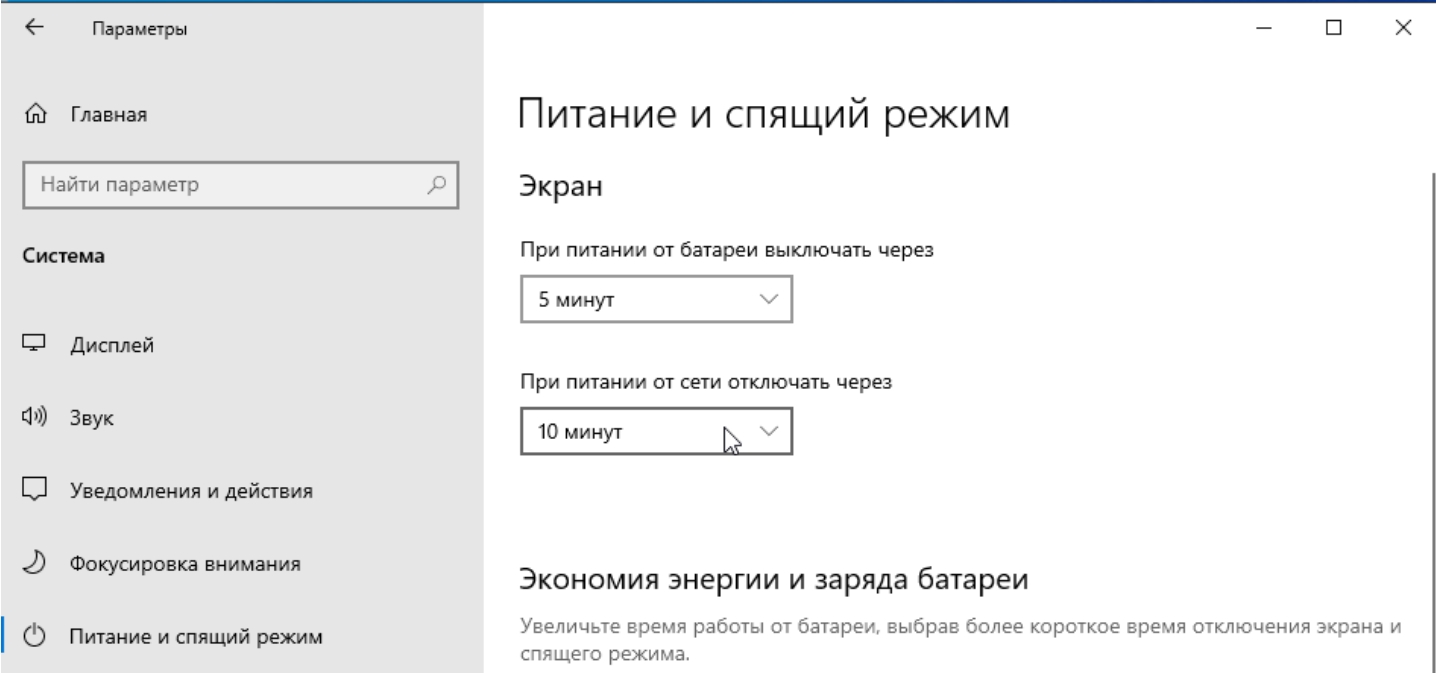 Параметры
Главная
Найти параметр
Система
Дисплей
Звук
Уведомления и действия
Фокусировка внимания
Питание и спящий режим
Питание и спящий режим
Экран
При питании от батареи выключать через
5 минут
При питании от сети отключать через
10 минут
Экономия энергии и заряда батареи
Увеличьте время работы от батареи, выбрав более короткое время отключения экрана и
спящего режима.